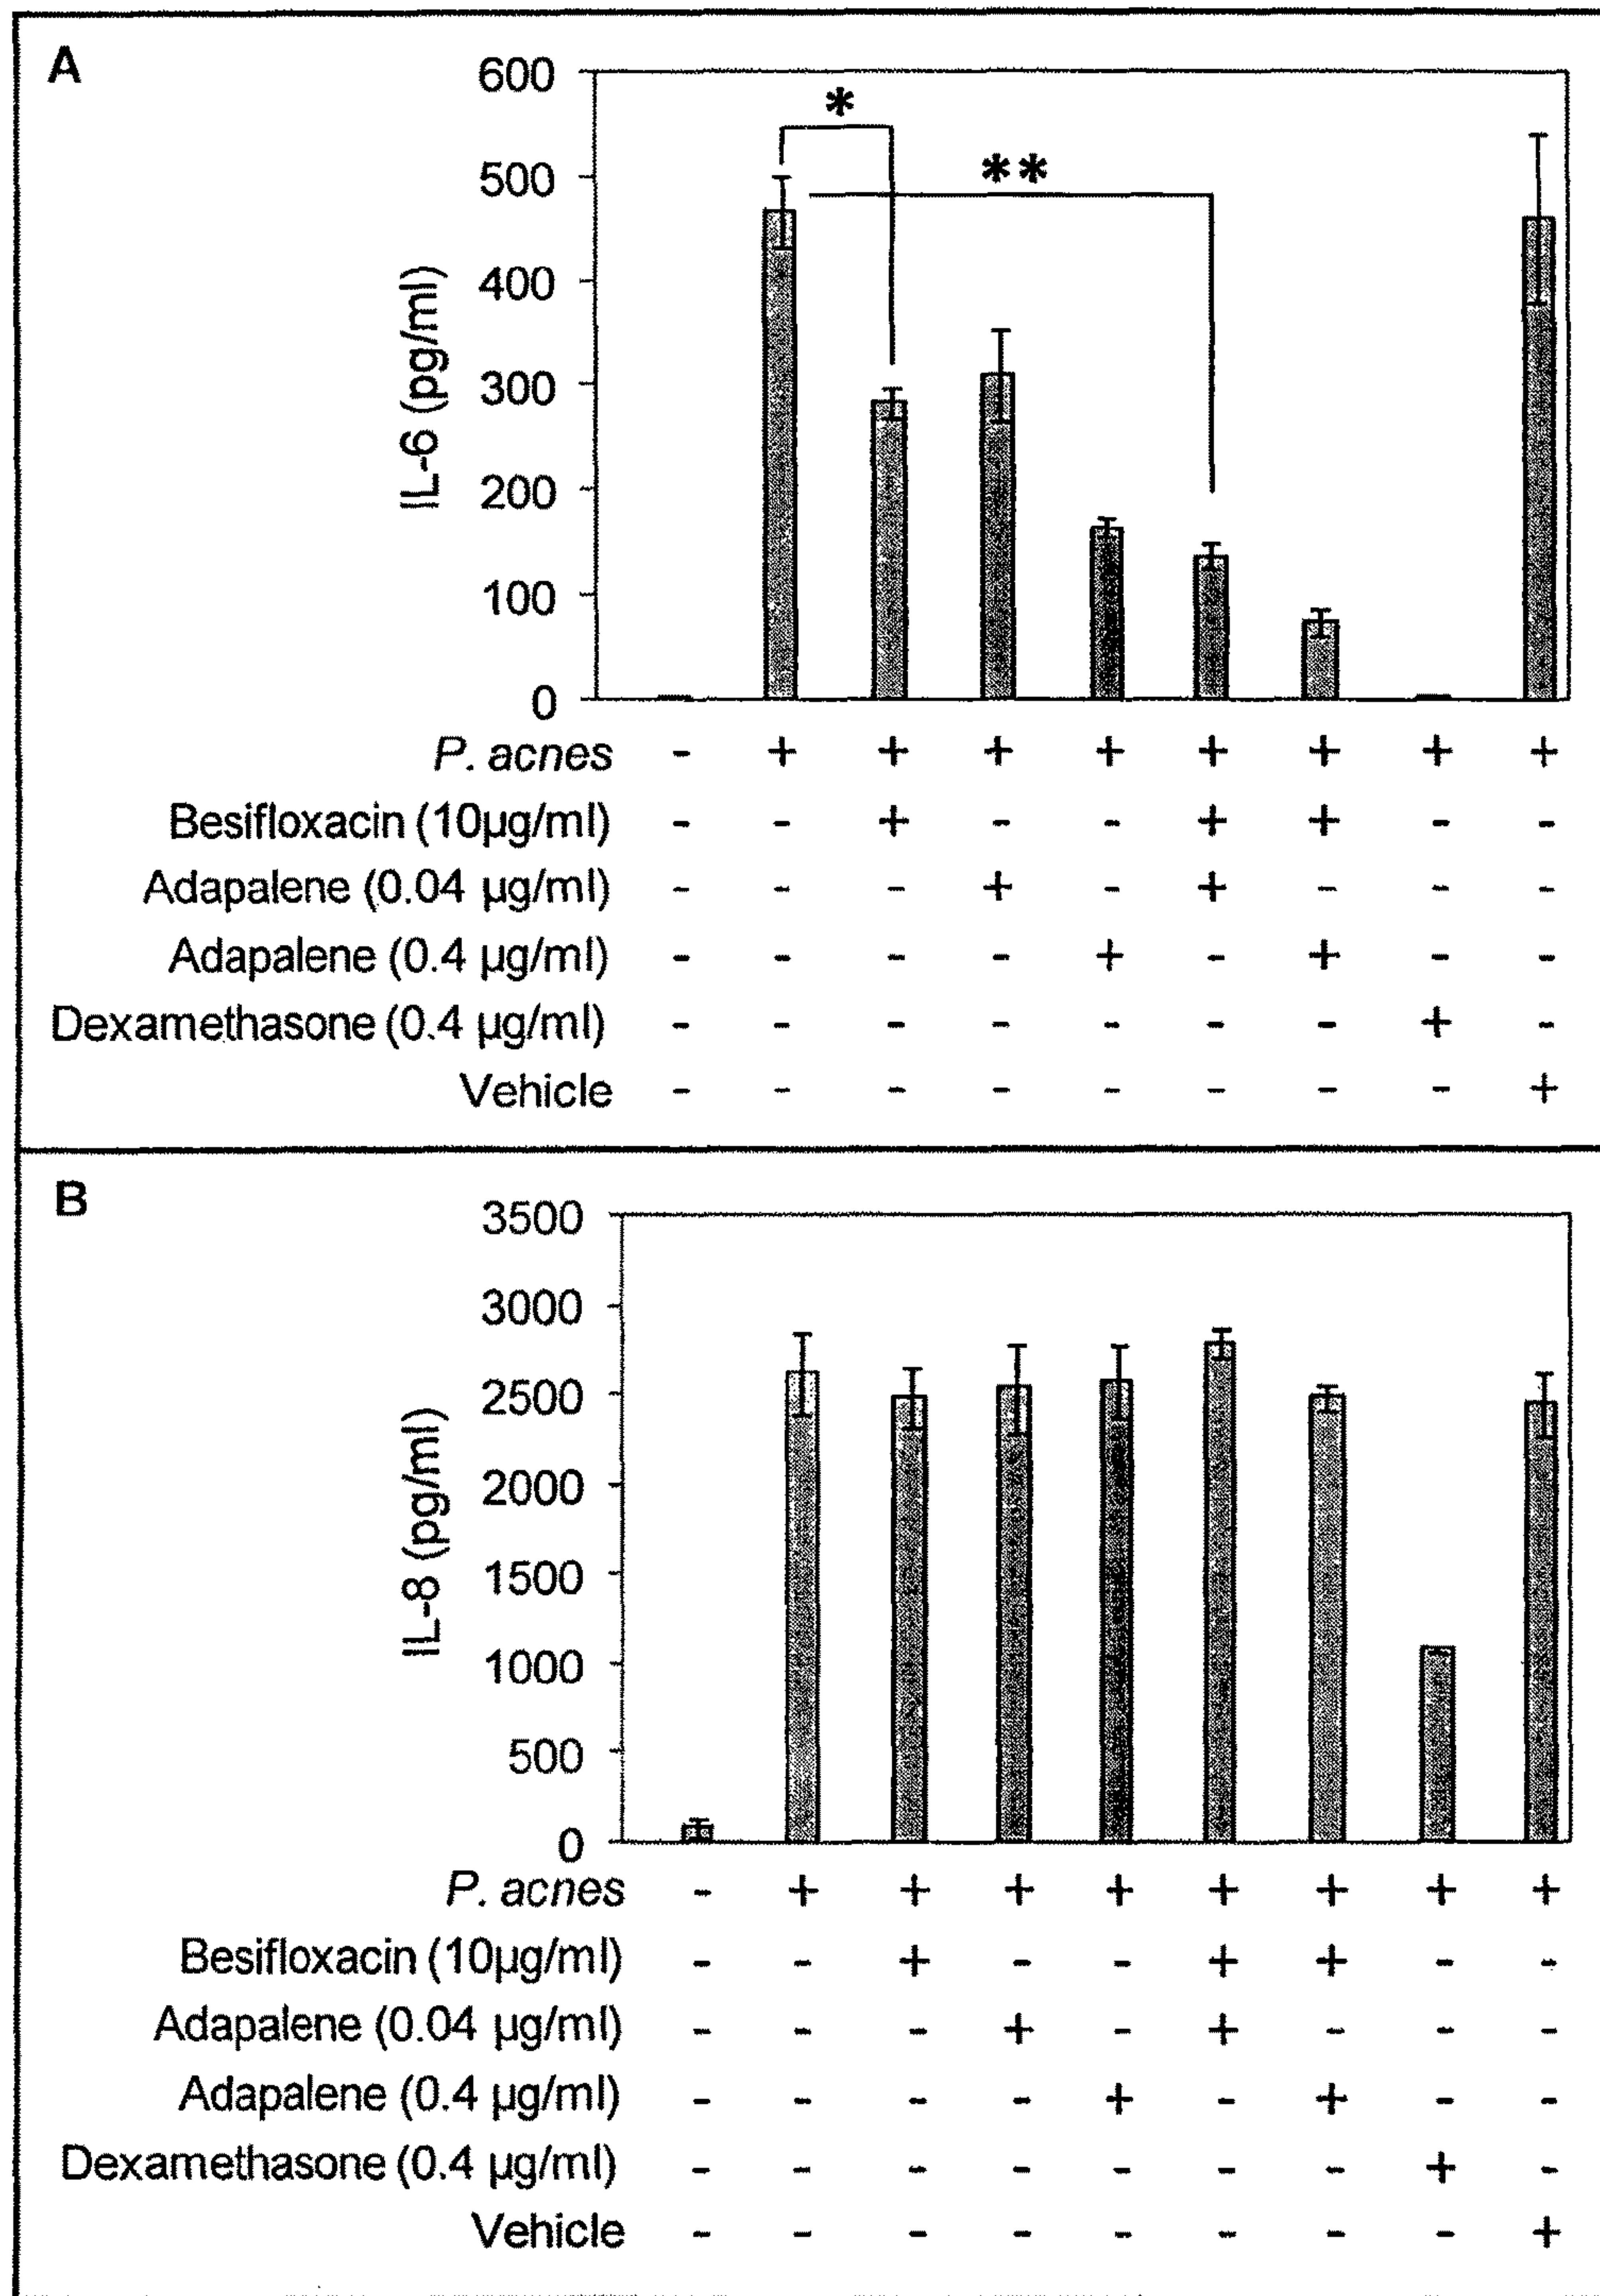 A
600
*
500
**
400
300
200
100
0
IL-6 (pg/ml)
P. acnes - + + + + + + + +
Besifloxacin (10µg/ml) - - + - - + + - -
Adapalene (0.04 µg/ml) - - - + - + - - -
Adapalene (0.4 µg/ml) - - - - + - + - -
Dexamethasone (0.4 µg/ml) - - - - - - - + -
Vehicle - - - - - - - - +
B
3500
3000
2500
2000
1500
1000
500
0
IL-8 (pg/ml)
P. acnes - + + + + + + + +
Besifloxacin (10µg/ml) - - + - - + + - -
Adapalene (0.04 µg/ml) - - - + - + - - -
Adapalene (0.4 µg/ml) - - - - + - + - -
Dexamethasone (0.4 µg/ml) - - - - - - - + -
Vehicle - - - - - - - - +